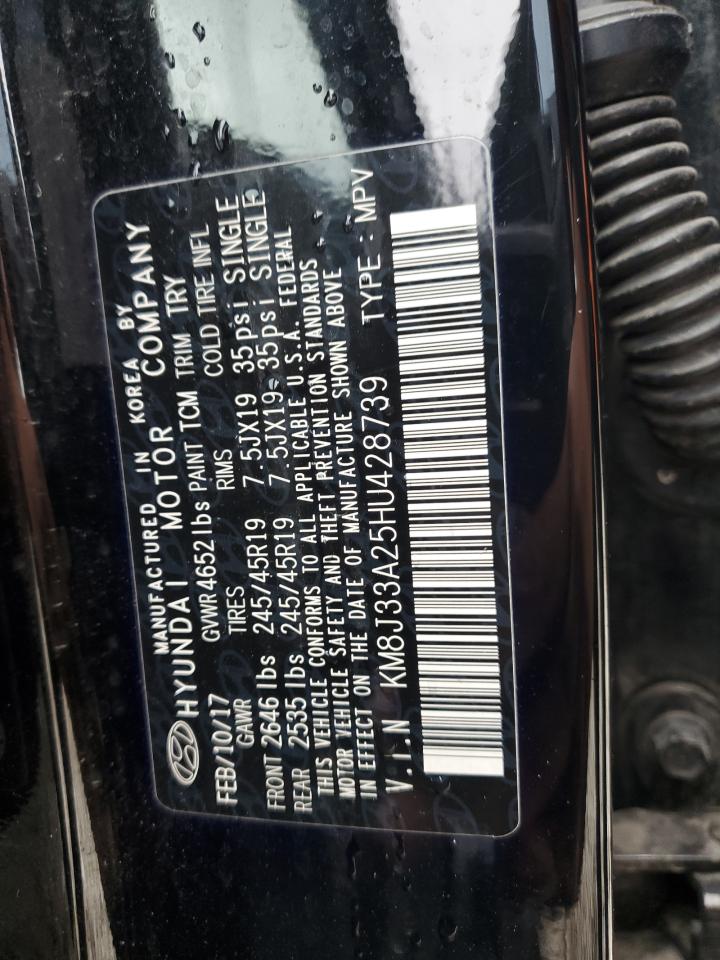 MANUFACTURED IN KOREA BY
HYUNDAI MOTOR COMPANY
FEB/10/17 GVWR 4652 lbs PAINT TCM TRIM TRY
GAWR TIRES RIMS COLD TIRE INFL
FRONT 2646 lbs 245/45R19 7.5JX19 35psi SINGLE
REAR 2535 lbs 245/45R19 7.5JX19 35psi SINGLE
THIS VEHICLE CONFORMS TO ALL APPLICABLE U.S.A. FEDERAL
MOTOR VEHICLE SAFETY AND THEFT PREVENTION STANDARDS
IN EFFECT ON THE DATE OF MANUFACTURE SHOWN ABOVE
V.I.N KM8J33A25HU428739 TYPE : MPV